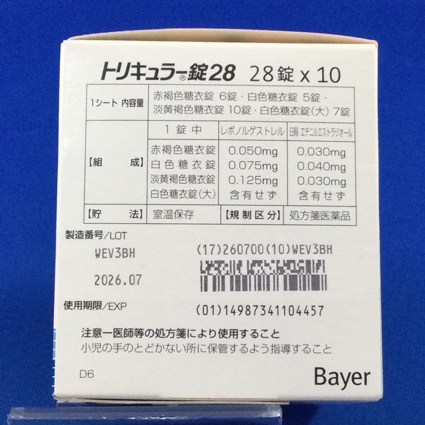 トリキュラー®錠28 28錠 x 10
1シート 内容量 赤褐色糖衣錠 6錠・白色糖衣錠 5錠・
淡黄褐色糖衣錠 10錠・白色糖衣錠(大) 7錠
【組成】 1錠中 レボノルゲストレル 日局 エチニルエストラジオール
赤褐色糖衣錠 0.050mg 0.030mg
白色糖衣錠 0.075mg 0.040mg
淡黄褐色糖衣錠 0.125mg 0.030mg
白色糖衣錠(大) 含有せず 含有せず
【貯法】 室温保存 【規制区分】 処方箋医薬品
製造番号/LOT
WEV3BH (17)260700(10)WEV3BH
2026.07
使用期限/EXP (01)14987341104457
注意ー医師等の処方箋により使用すること
小児の手のとどかない所に保管するよう指導すること
D6 Bayer